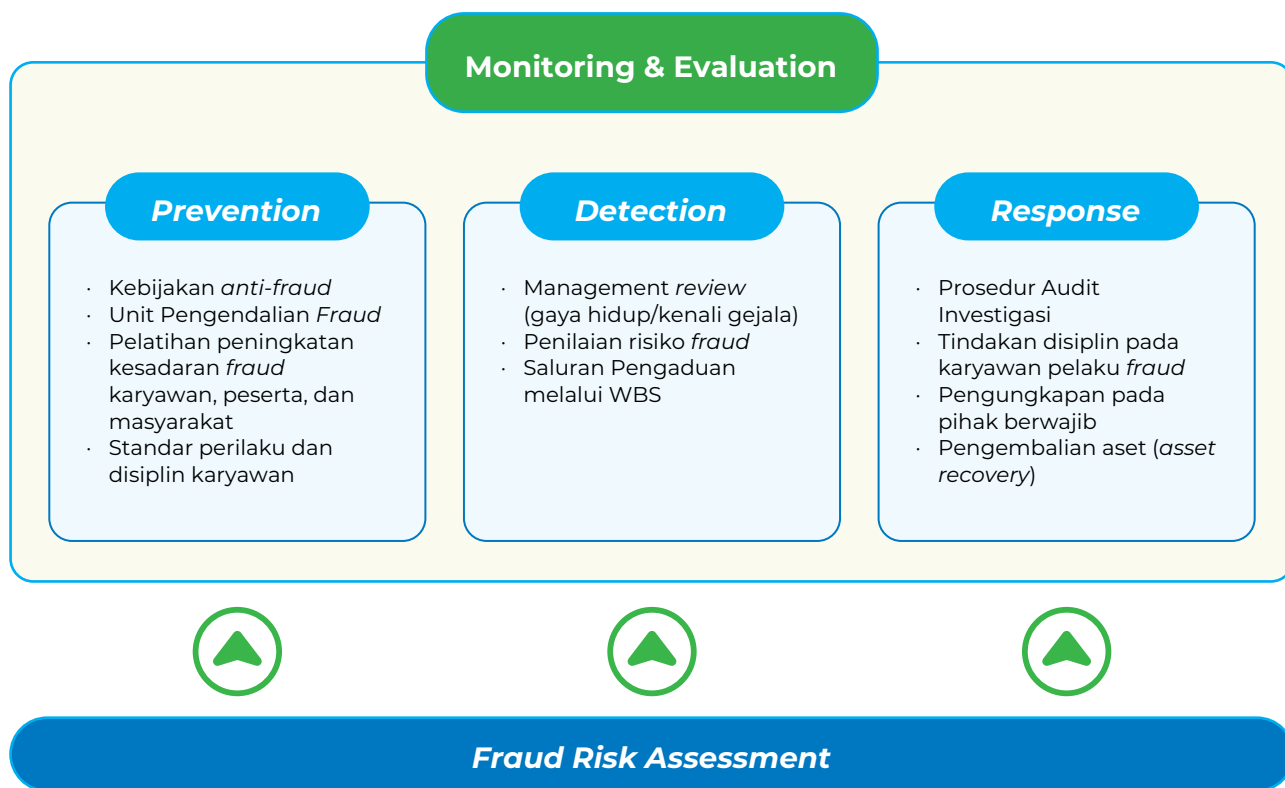 Monitoring & Evaluation
Prevention
· Kebijakan anti-fraud
· Unit Pengendalian Fraud
· Pelatihan peningkatan
kesadaran fraud
karyawan, peserta, dan
masyarakat
· Standar perilaku dan
disiplin karyawan
Detection
· Management review
(gaya hidup/kenali gejala)
· Penilaian risiko fraud
· Saluran Pengaduan
melalui WBS
Response
· Prosedur Audit
Investigasi
· Tindakan disiplin pada
karyawan pelaku fraud
· Pengungkapan pada
pihak berwajib
· Pengembalian aset (asset
recovery)
Fraud Risk Assessment